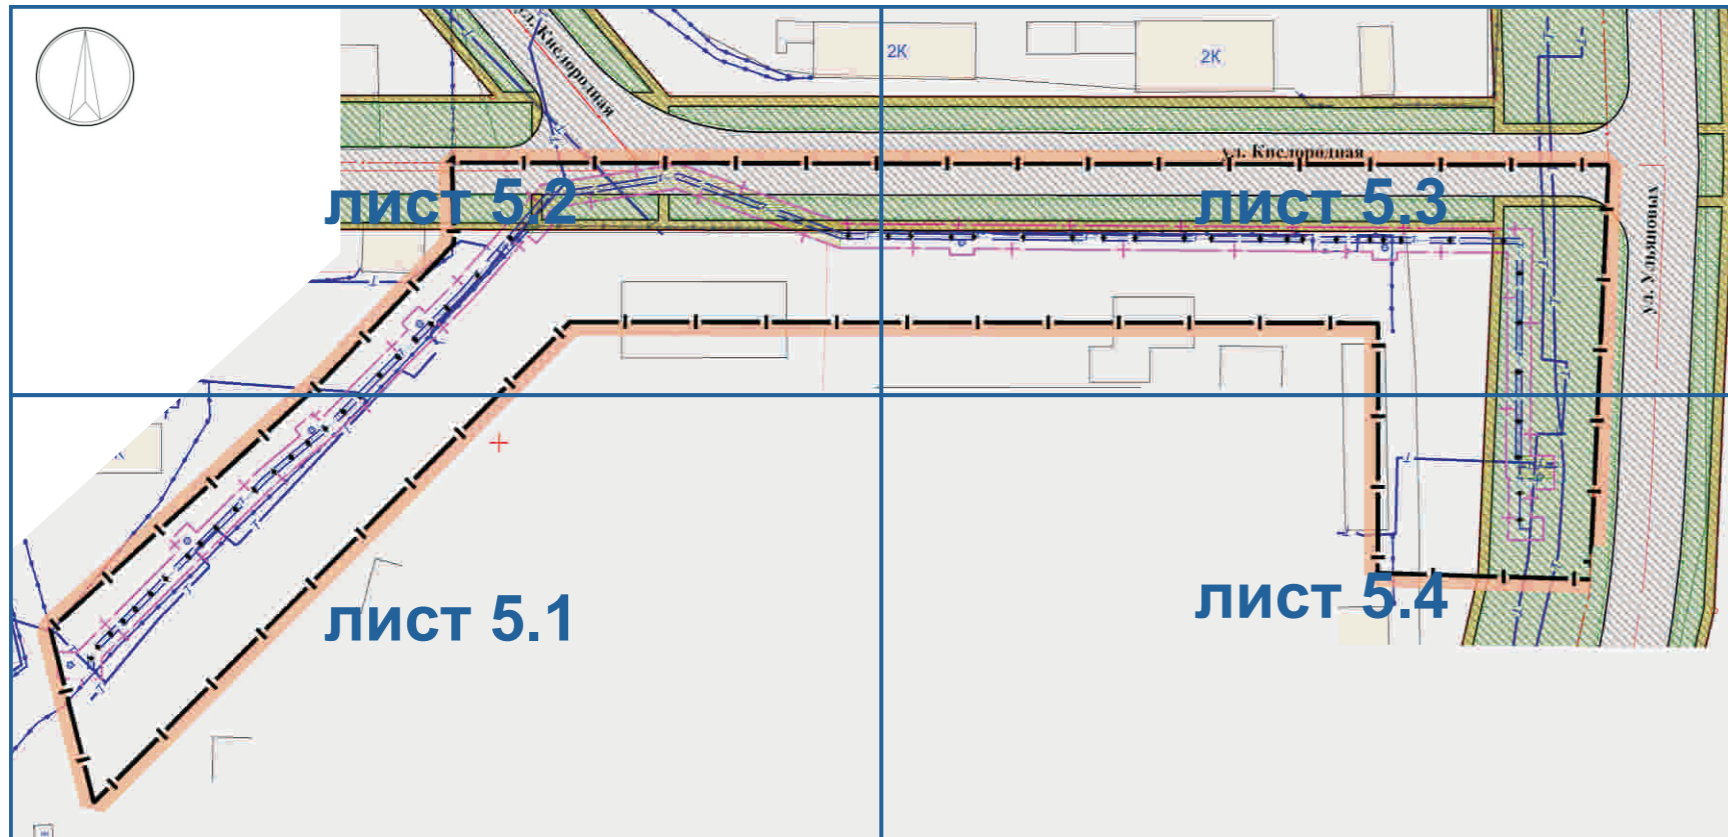 ул. Кислородная
2К
2К
ул. Кислородная
лист 5.2
лист 5.3
ул. Ульяновых
лист 5.1
лист 5.4